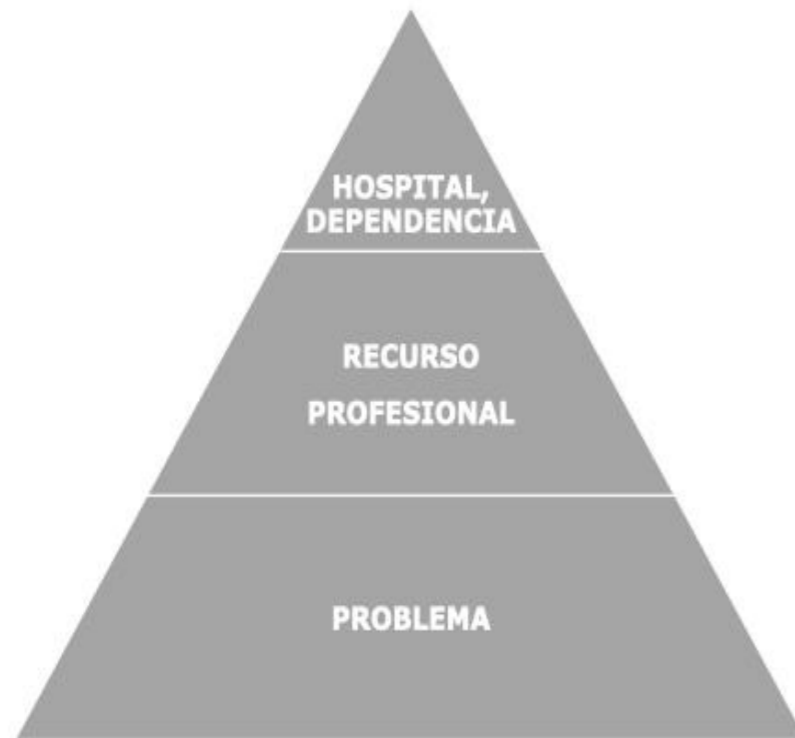 HOSPITAL,
DEPENDENCIA
RECURSO
PROFESIONAL
PROBLEMA